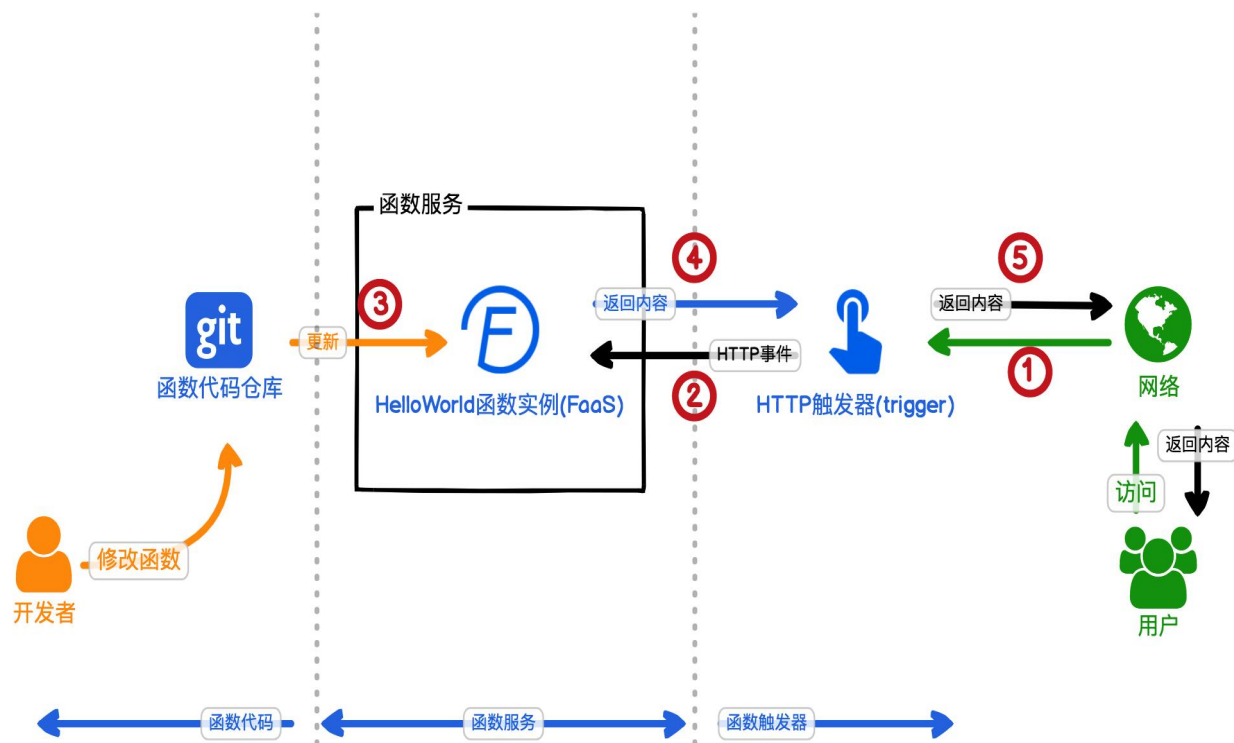 函数服务
④
⑤
③
返回内容
返回内容
git
更新
HTTP事件
①
函数代码仓库
HelloWorld函数实例(FaaS)
②
HTTP触发器(trigger)
网络
返回内容
访问
修改函数
开发者
用户
函数代码
函数服务
函数触发器